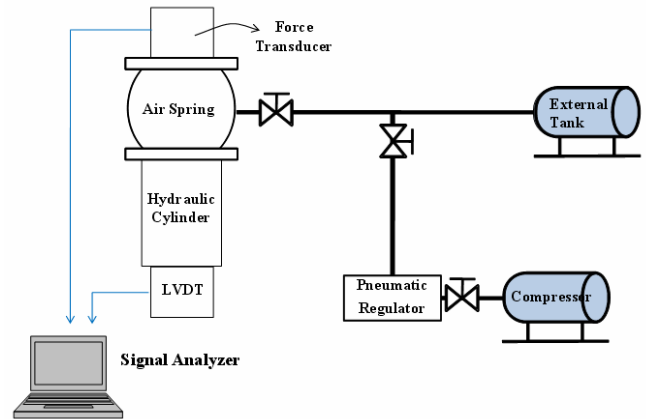 Force
Transducer
Air Spring
External
Tank
Hydraulic
Cylinder
Pneumatic
Regulator
Compresser
LVDT
Signal Analyzer